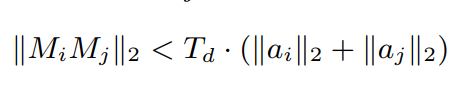 ‖M_i M_j‖_2 < T_d · (‖a_i‖_2 + ‖a_j‖_2)